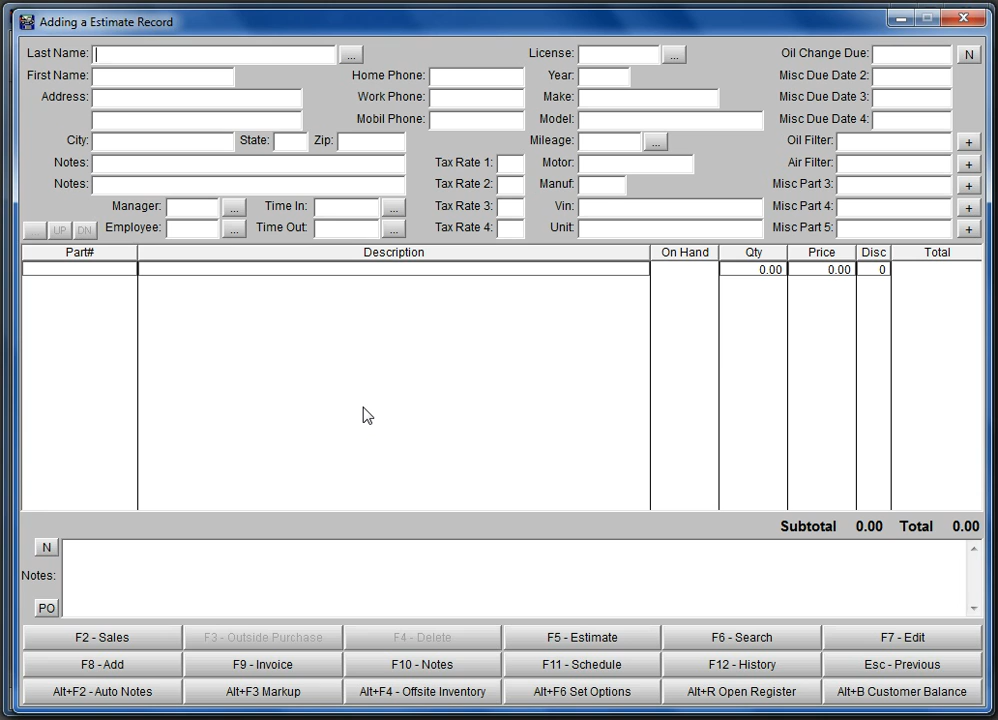 Adding a Estimate Record
Last Name: ... License: ... Oil Change Due: N
First Name: Home Phone: Year: Misc Due Date 2:
Address: Work Phone: Make: Misc Due Date 3:
Mobil Phone: Model: Misc Due Date 4:
City: State: Zip: Mileage: ... Oil Filter: +
Notes: Tax Rate 1: Motor: Air Filter: +
Notes: Tax Rate 2: Manuf: Misc Part 3: +
Manager: ... Time In: ... Tax Rate 3: Vin: Misc Part 4: +
... UP DN Employee: ... Time Out: ... Tax Rate 4: Unit: Misc Part 5: +
Part# Description On Hand Qty Price Disc Total
0.00 0.00 0
Subtotal 0.00 Total 0.00
N
Notes:
PO
F2 - Sales F3 - Outside Purchase F4 - Delete F5 - Estimate F6 - Search F7 - Edit
F8 - Add F9 - Invoice F10 - Notes F11 - Schedule F12 - History Esc - Previous
Alt+F2 - Auto Notes Alt+F3 Markup Alt+F4 - Offsite Inventory Alt+F6 Set Options Alt+R Open Register Alt+B Customer Balance